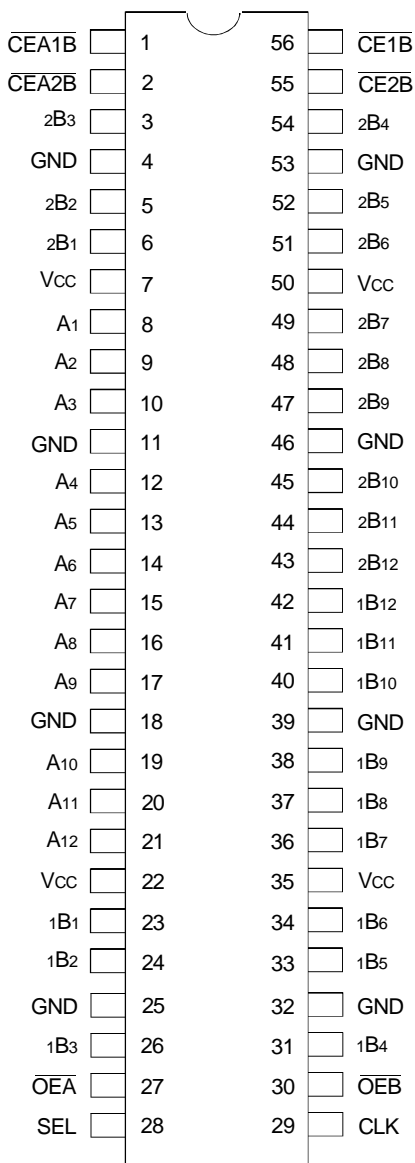 CEA1B 1 56 CE1B
CEA2B 2 55 CE2B
2B3 3 54 2B4
GND 4 53 GND
2B2 5 52 2B5
2B1 6 51 2B6
VCC 7 50 VCC
A1 8 49 2B7
A2 9 48 2B8
A3 10 47 2B9
GND 11 46 GND
A4 12 45 2B10
A5 13 44 2B11
A6 14 43 2B12
A7 15 42 1B12
A8 16 41 1B11
A9 17 40 1B10
GND 18 39 GND
A10 19 38 1B9
A11 20 37 1B8
A12 21 36 1B7
VCC 22 35 VCC
1B1 23 34 1B6
1B2 24 33 1B5
GND 25 32 GND
1B3 26 31 1B4
OEA 27 30 OEB
SEL 28 29 CLK